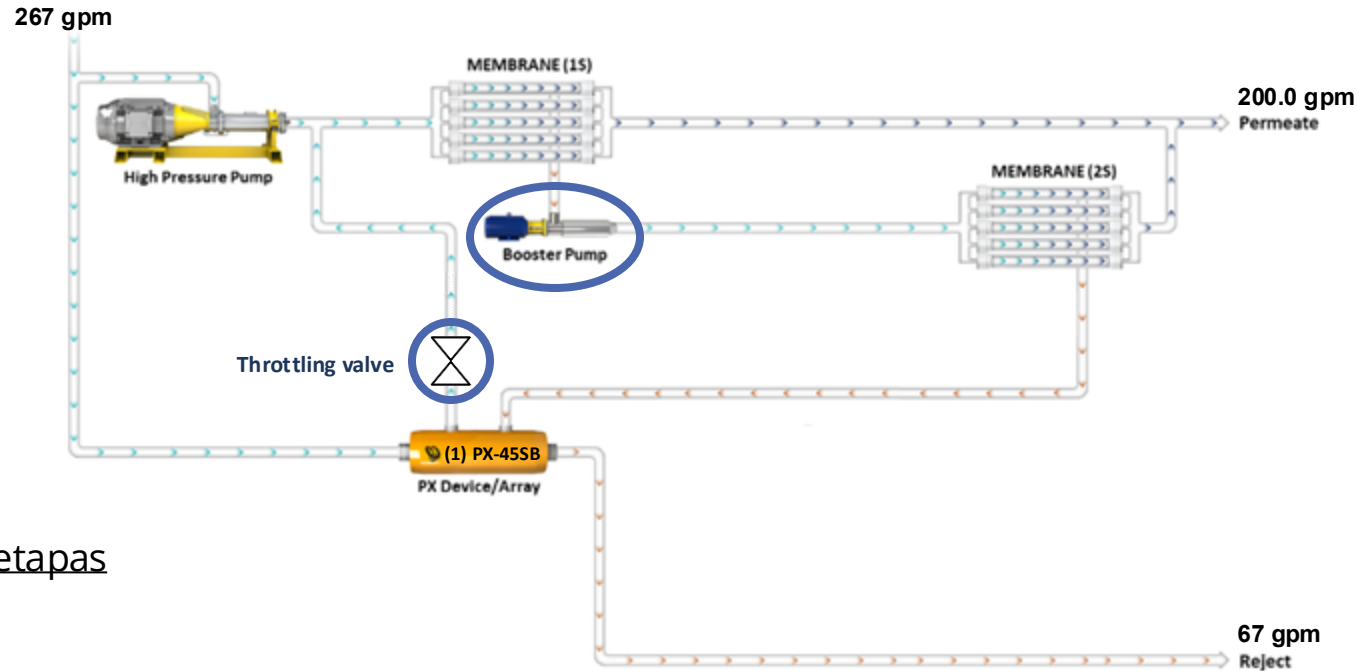 267 gpm
MEMBRANE (1S)
200.0 gpm
Permeate
High Pressure Pump
MEMBRANE (2S)
Booster Pump
Throttling valve
(1) PX-45SB
PX Device/Array
etapas
67 gpm
Reject